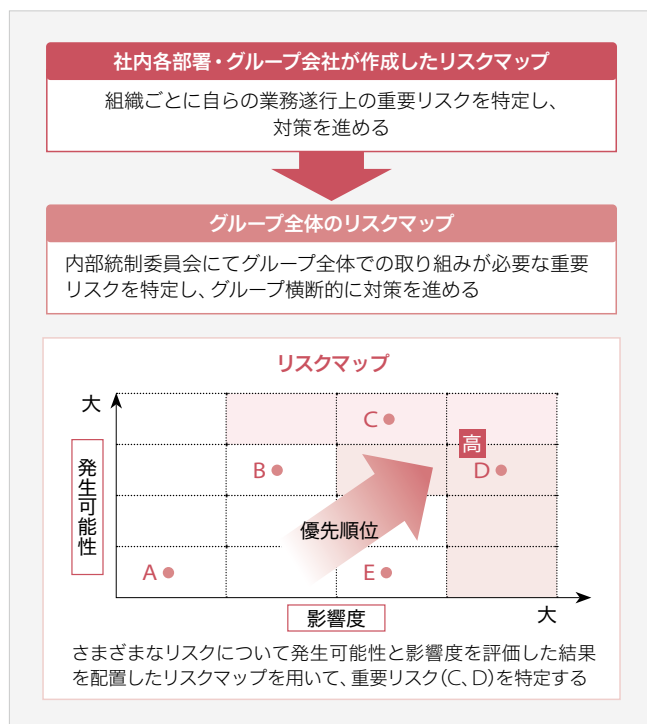 社内各部署・グループ会社が作成したリスクマップ
組織ごとに自らの業務遂行上の重要リスクを特定し、
対策を進める
グループ全体のリスクマップ
内部統制委員会にてグループ全体での取り組みが必要な重要
リスクを特定し、グループ横断的に対策を進める
リスクマップ
大
C
高
発生可能性
B
D
優先順位
A
E
影響度
大
さまざまなリスクについて発生可能性と影響度を評価した結果
を配置したリスクマップを用いて、重要リスク(C、D)を特定する